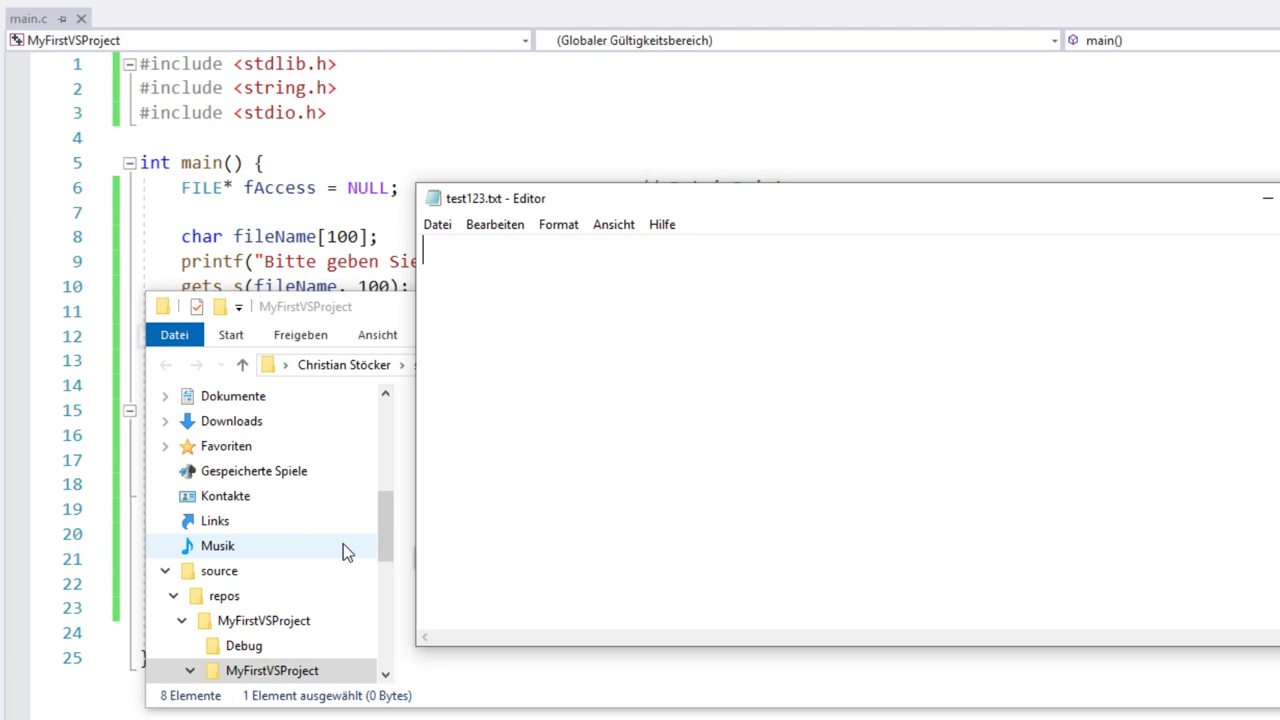 main.c
MyFirstVSProject
(Globaler Gültigkeitsbereich)
main()
1 #include <stdlib.h>
2 #include <string.h>
3 #include <stdio.h>
4
5 int main() {
6 FILE* fAccess = NULL;
7
8 char fileName[100];
9 printf("Bitte geben Sie
10 gets_s(fileName, 100);
11
12
13
14
15
16
17
18
19
20
21
22
23
24
25 }
test123.txt - Editor
Datei Bearbeiten Format Ansicht Hilfe
MyFirstVSProject
Datei Start Freigeben Ansicht
Christian Stöcker
Dokumente
Downloads
Favoriten
Gespeicherte Spiele
Kontakte
Links
Musik
source
repos
MyFirstVSProject
Debug
MyFirstVSProject
8 Elemente 1 Element ausgewählt (0 Bytes)